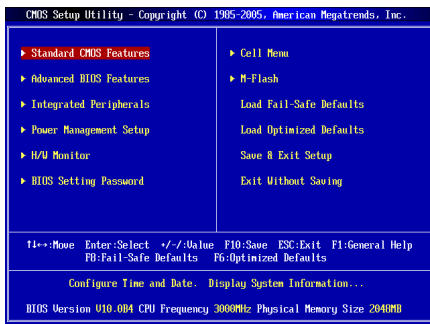 CMOS Setup Utility - Copyright (C) 1985-2005, American Megatrends, Inc.
▸ Standard CMOS Features
▸ Advanced BIOS Features
▸ Integrated Peripherals
▸ Power Management Setup
▸ H/W Monitor
▸ BIOS Setting Password
▸ Cell Menu
▸ M-Flash
Load Fail-Safe Defaults
Load Optimized Defaults
Save & Exit Setup
Exit Without Saving
↑↓↔:Move Enter:Select +/-/:Value F10:Save ESC:Exit F1:General Help
F8:Fail-Safe Defaults F6:Optimized Defaults
Configure Time and Date. Display System Information...
BIOS Version V10.0B4 CPU Frequency 3000MHz Physical Memory Size 2048MB